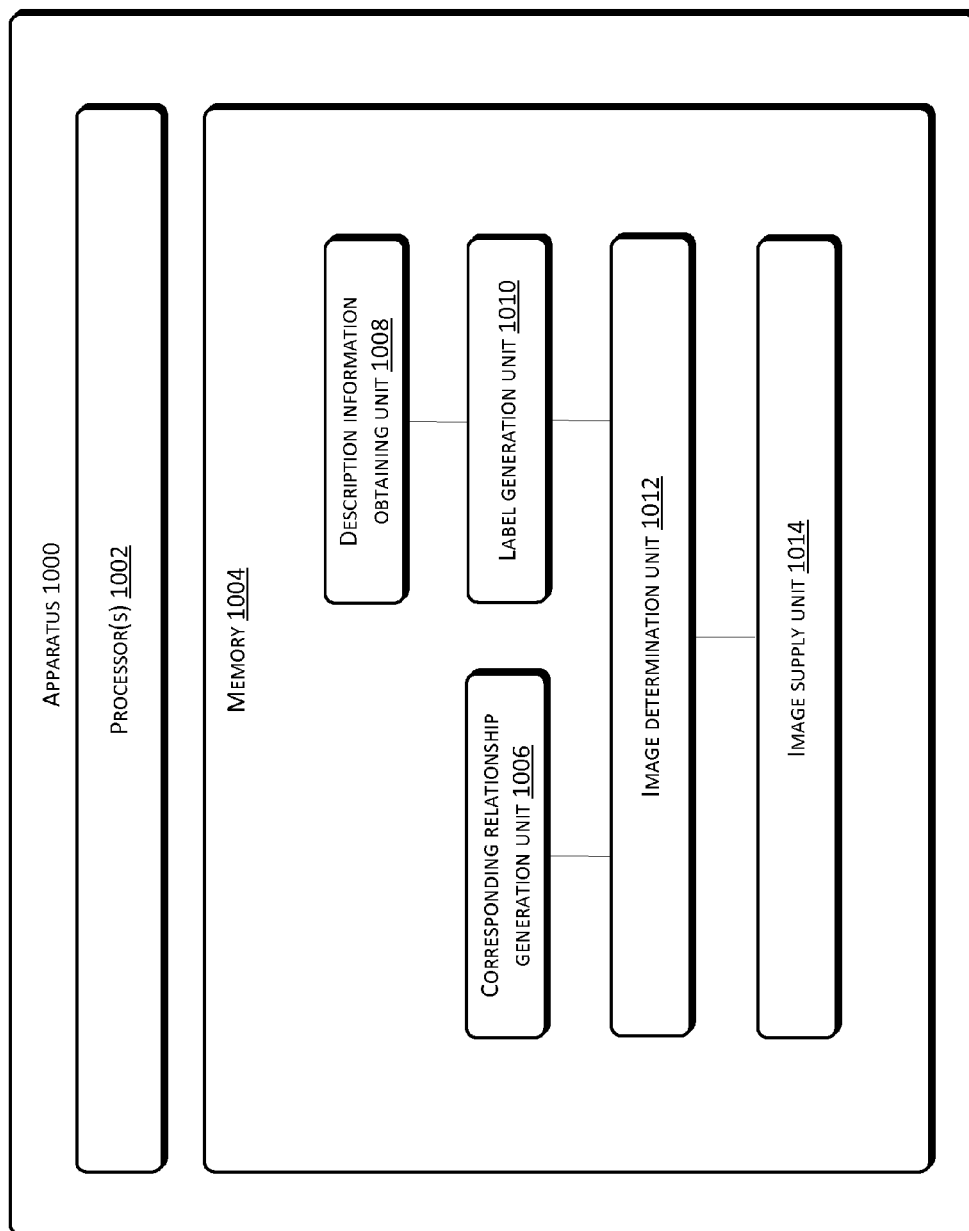 Apparatus 1000
Processor(s) 1002
Memory 1004
Description information
obtaining unit 1008
Corresponding relationship
generation unit 1006
Label generation unit 1010
Image determination unit 1012
Image supply unit 1014